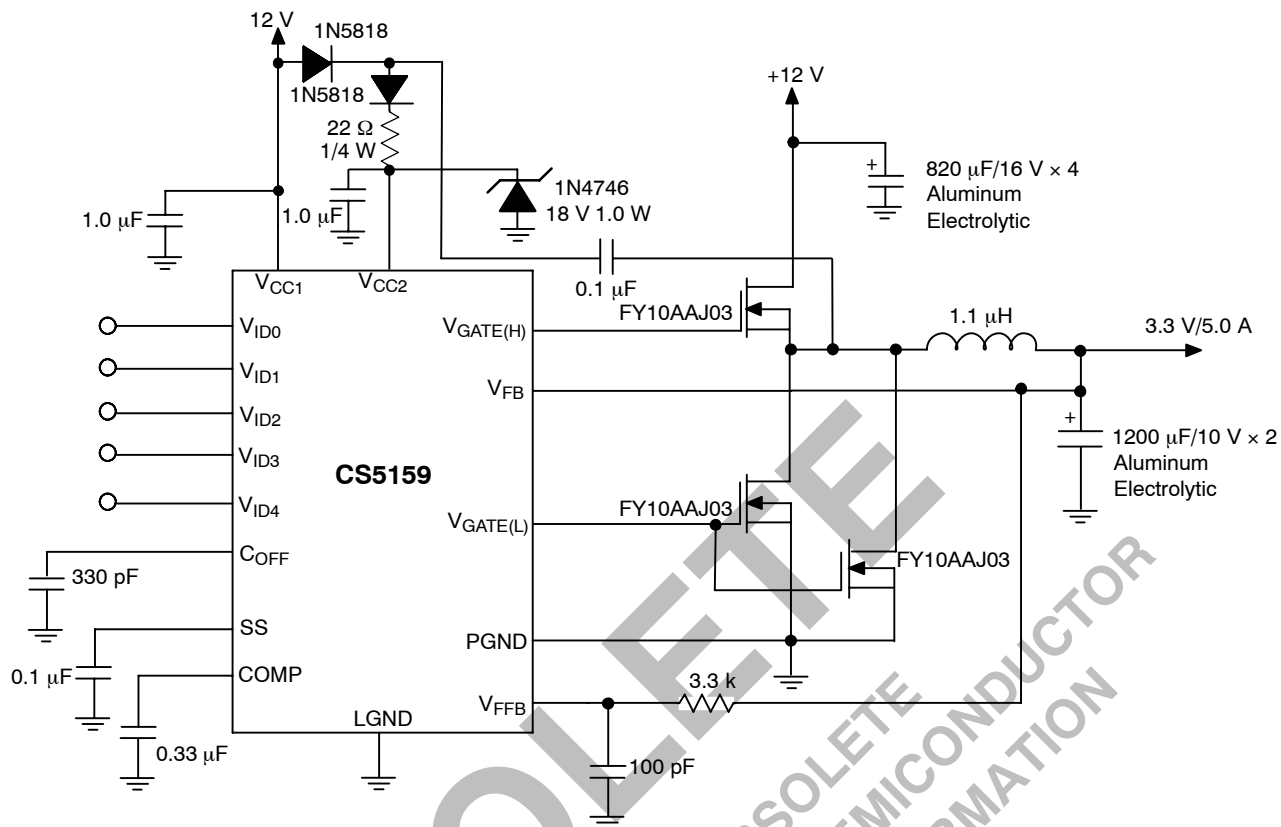 12 V
1N5818
1N5818
22 Ω
1/4 W
1.0 μF
1.0 μF
1N4746
18 V 1.0 W
0.1 μF
+12 V
+
820 μF/16 V × 4
Aluminum
Electrolytic
VCC1
VCC2
VID0
VID1
VID2
VID3
VID4
COFF
SS
COMP
LGND
CS5159
VGATE(H)
VFB
VGATE(L)
PGND
VFFB
FY10AAJ03
FY10AAJ03
FY10AAJ03
1.1 μH
3.3 V/5.0 A
+
1200 μF/10 V × 2
Aluminum
Electrolytic
330 pF
0.1 μF
0.33 μF
3.3 k
100 pF
OLETE